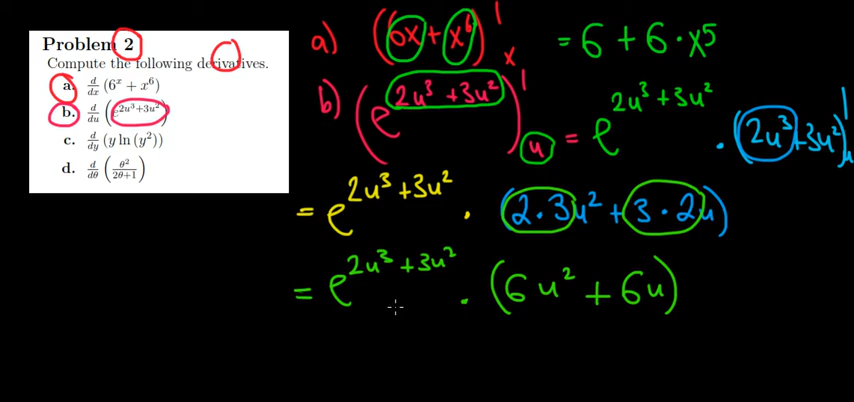 Problem 2
Compute the following derivatives.
a. d/dx (6^x + x^6)
b. d/du (e^{2u^3+3u^2})
c. d/dy (y ln (y^2))
d. d/dθ (θ^2/(2θ+1))
a) (6x + x^6)'_x = 6 + 6 · x^5
b) (e^{2u^3+3u^2})'_u = e^{2u^3+3u^2} · (2u^3+3u^2)'_u
= e^{2u^3+3u^2} · (2·3u^2 + 3·2u)
= e^{2u^3+3u^2} · (6u^2 + 6u)